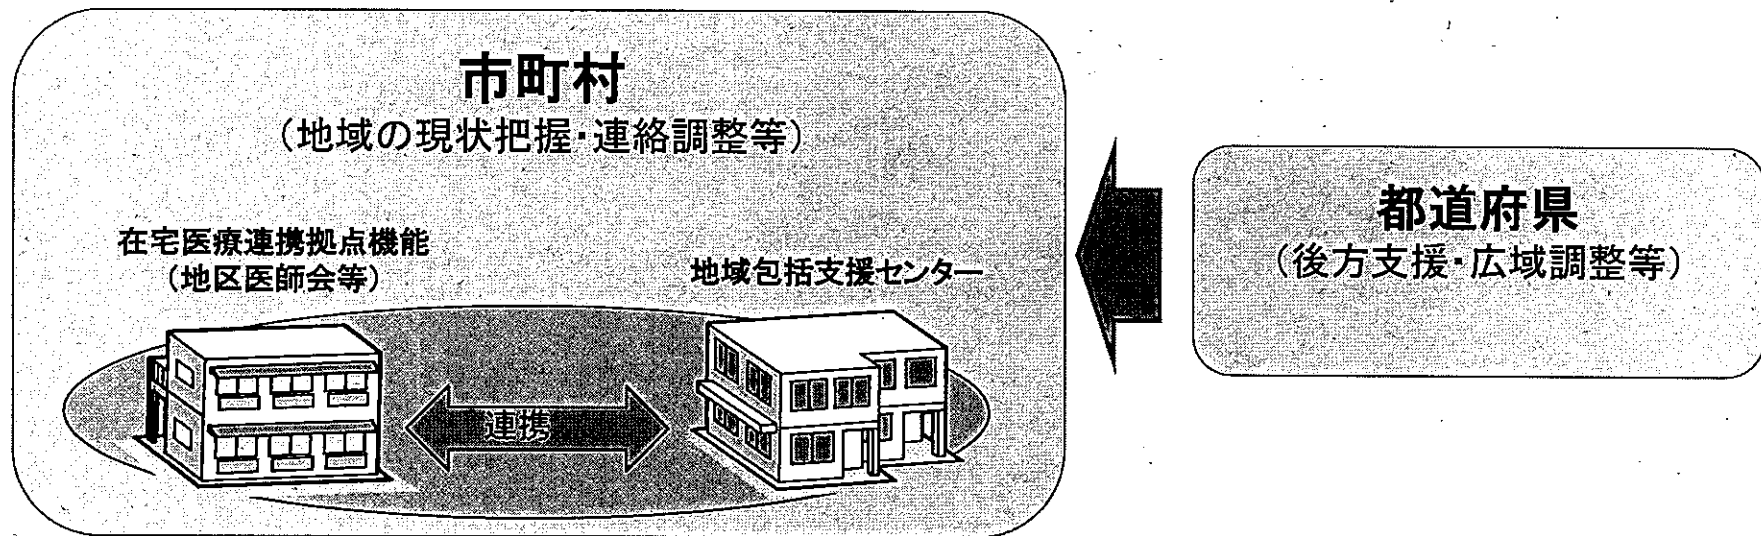 市町村
(地域の現状把握・連絡調整等)
在宅医療連携拠点機能
(地区医師会等)
地域包括支援センター
連携
都道府県
(後方支援・広域調整等)